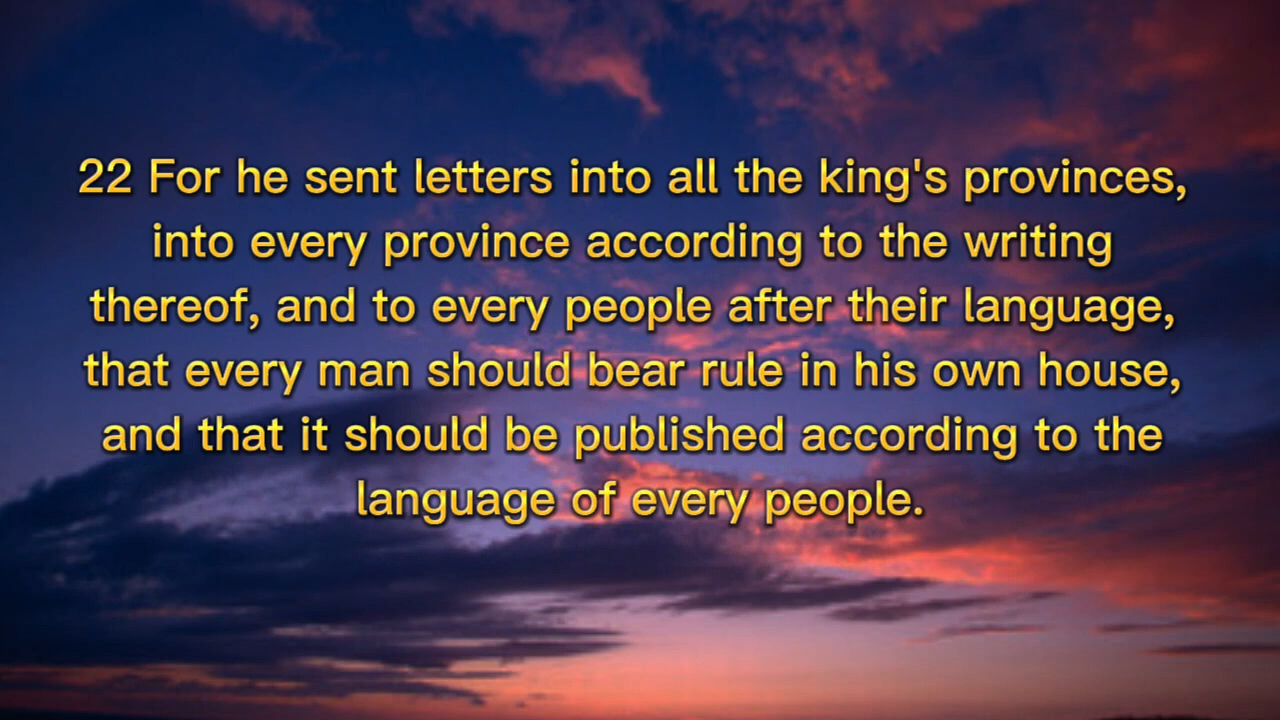 22 For he sent letters into all the king's provinces,
into every province according to the writing
thereof, and to every people after their language,
that every man should bear rule in his own house,
and that it should be published according to the
language of every people.